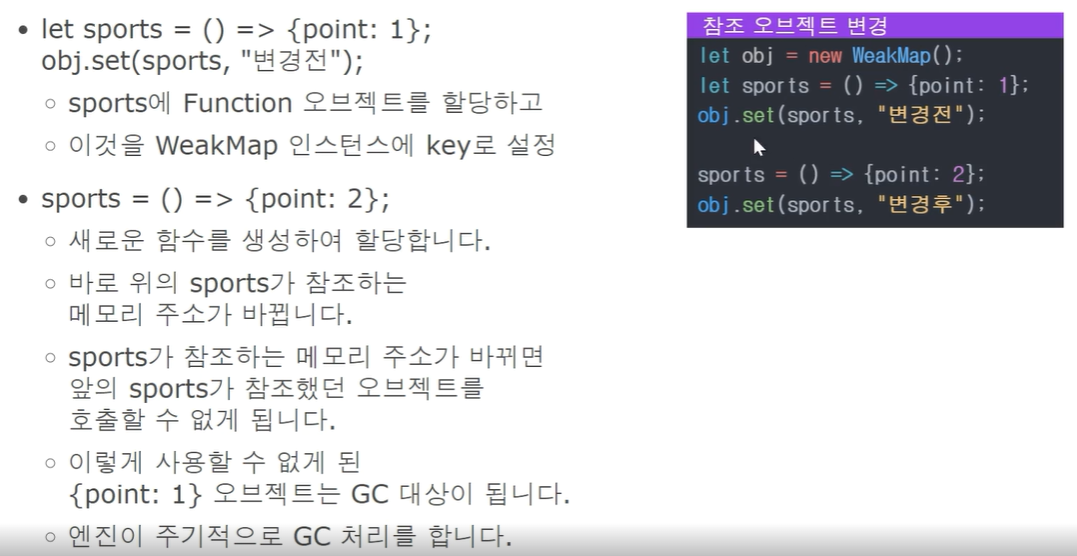 let sports = () => {point: 1};
obj.set(sports, "변경전");
sports에 Function 오브젝트를 할당하고
이것을 WeakMap 인스턴스에 key로 설정
sports = () => {point: 2};
새로운 함수를 생성하여 할당합니다.
바로 위의 sports가 참조하는
메모리 주소가 바뀝니다.
sports가 참조하는 메모리 주소가 바뀌면
앞의 sports가 참조했던 오브젝트를
호출할 수 없게 됩니다.
이렇게 사용할 수 없게 된
{point: 1} 오브젝트는 GC 대상이 됩니다.
엔진이 주기적으로 GC 처리를 합니다.
참조 오브젝트 변경
let obj = new WeakMap();
let sports = () => {point: 1};
obj.set(sports, "변경전");
sports = () => {point: 2};
obj.set(sports, "변경후");